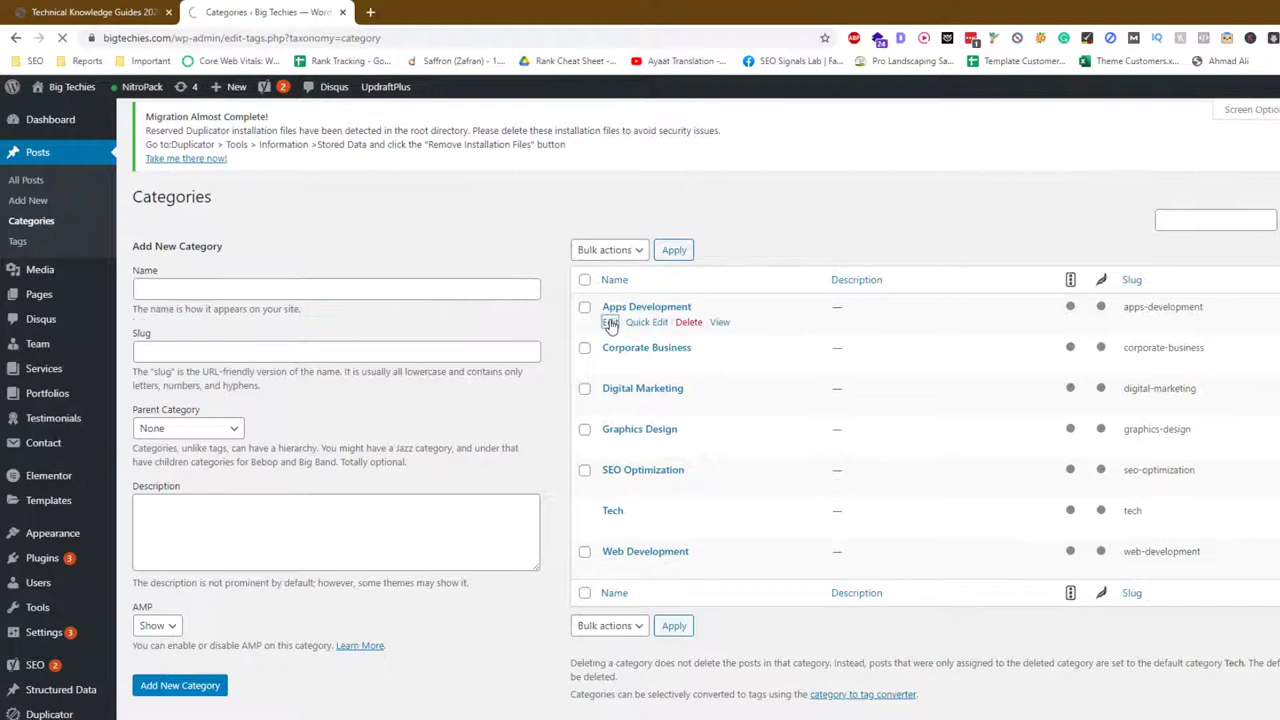 Technical Knowledge Guides 202
Categories ‹ Big Techies — Word
bigtechies.com/wp-admin/edit-tags.php?taxonomy=category
24
1
SEO
Reports
Important
Core Web Vitals: W...
Rank Tracking - Go...
Saffron (Zafran) - 1...
Rank Cheat Sheet -...
Ayaat Translation -...
SEO Signals Lab | Fa...
Pro Landscaping Sa...
Template Customer...
Theme Customers.x...
Ahmad Ali
Big Techies
NitroPack
4
New
2
Disqus
UpdraftPlus
Dashboard
Posts
All Posts
Add New
Categories
Tags
Media
Pages
Disqus
Team
Services
Portfolios
Testimonials
Contact
Elementor
Templates
Appearance
Plugins 3
Users
Tools
Settings 3
SEO 2
Structured Data
Duplicator
Screen Optio
Migration Almost Complete!
Reserved Duplicator installation files have been detected in the root directory. Please delete these installation files to avoid security issues.
Go to:Duplicator > Tools > Information >Stored Data and click the "Remove Installation Files" button
Take me there now!
Categories
Add New Category
Name
The name is how it appears on your site.
Slug
The “slug” is the URL-friendly version of the name. It is usually all lowercase and contains only
letters, numbers, and hyphens.
Parent Category
None
Categories, unlike tags, can have a hierarchy. You might have a Jazz category, and under that
have children categories for Bebop and Big Band. Totally optional.
Description
The description is not prominent by default; however, some themes may show it.
AMP
Show
You can enable or disable AMP on this category. Learn More.
Add New Category
Bulk actions
Apply
Name Description Slug
Apps Development — apps-development
Edit Quick Edit | Delete View
Corporate Business — corporate-business
Digital Marketing — digital-marketing
Graphics Design — graphics-design
SEO Optimization — seo-optimization
Tech — tech
Web Development — web-development
Name Description Slug
Bulk actions
Apply
Deleting a category does not delete the posts in that category. Instead, posts that were only assigned to the deleted category are set to the default category Tech. The
be deleted.
Categories can be selectively converted to tags using the category to tag converter.